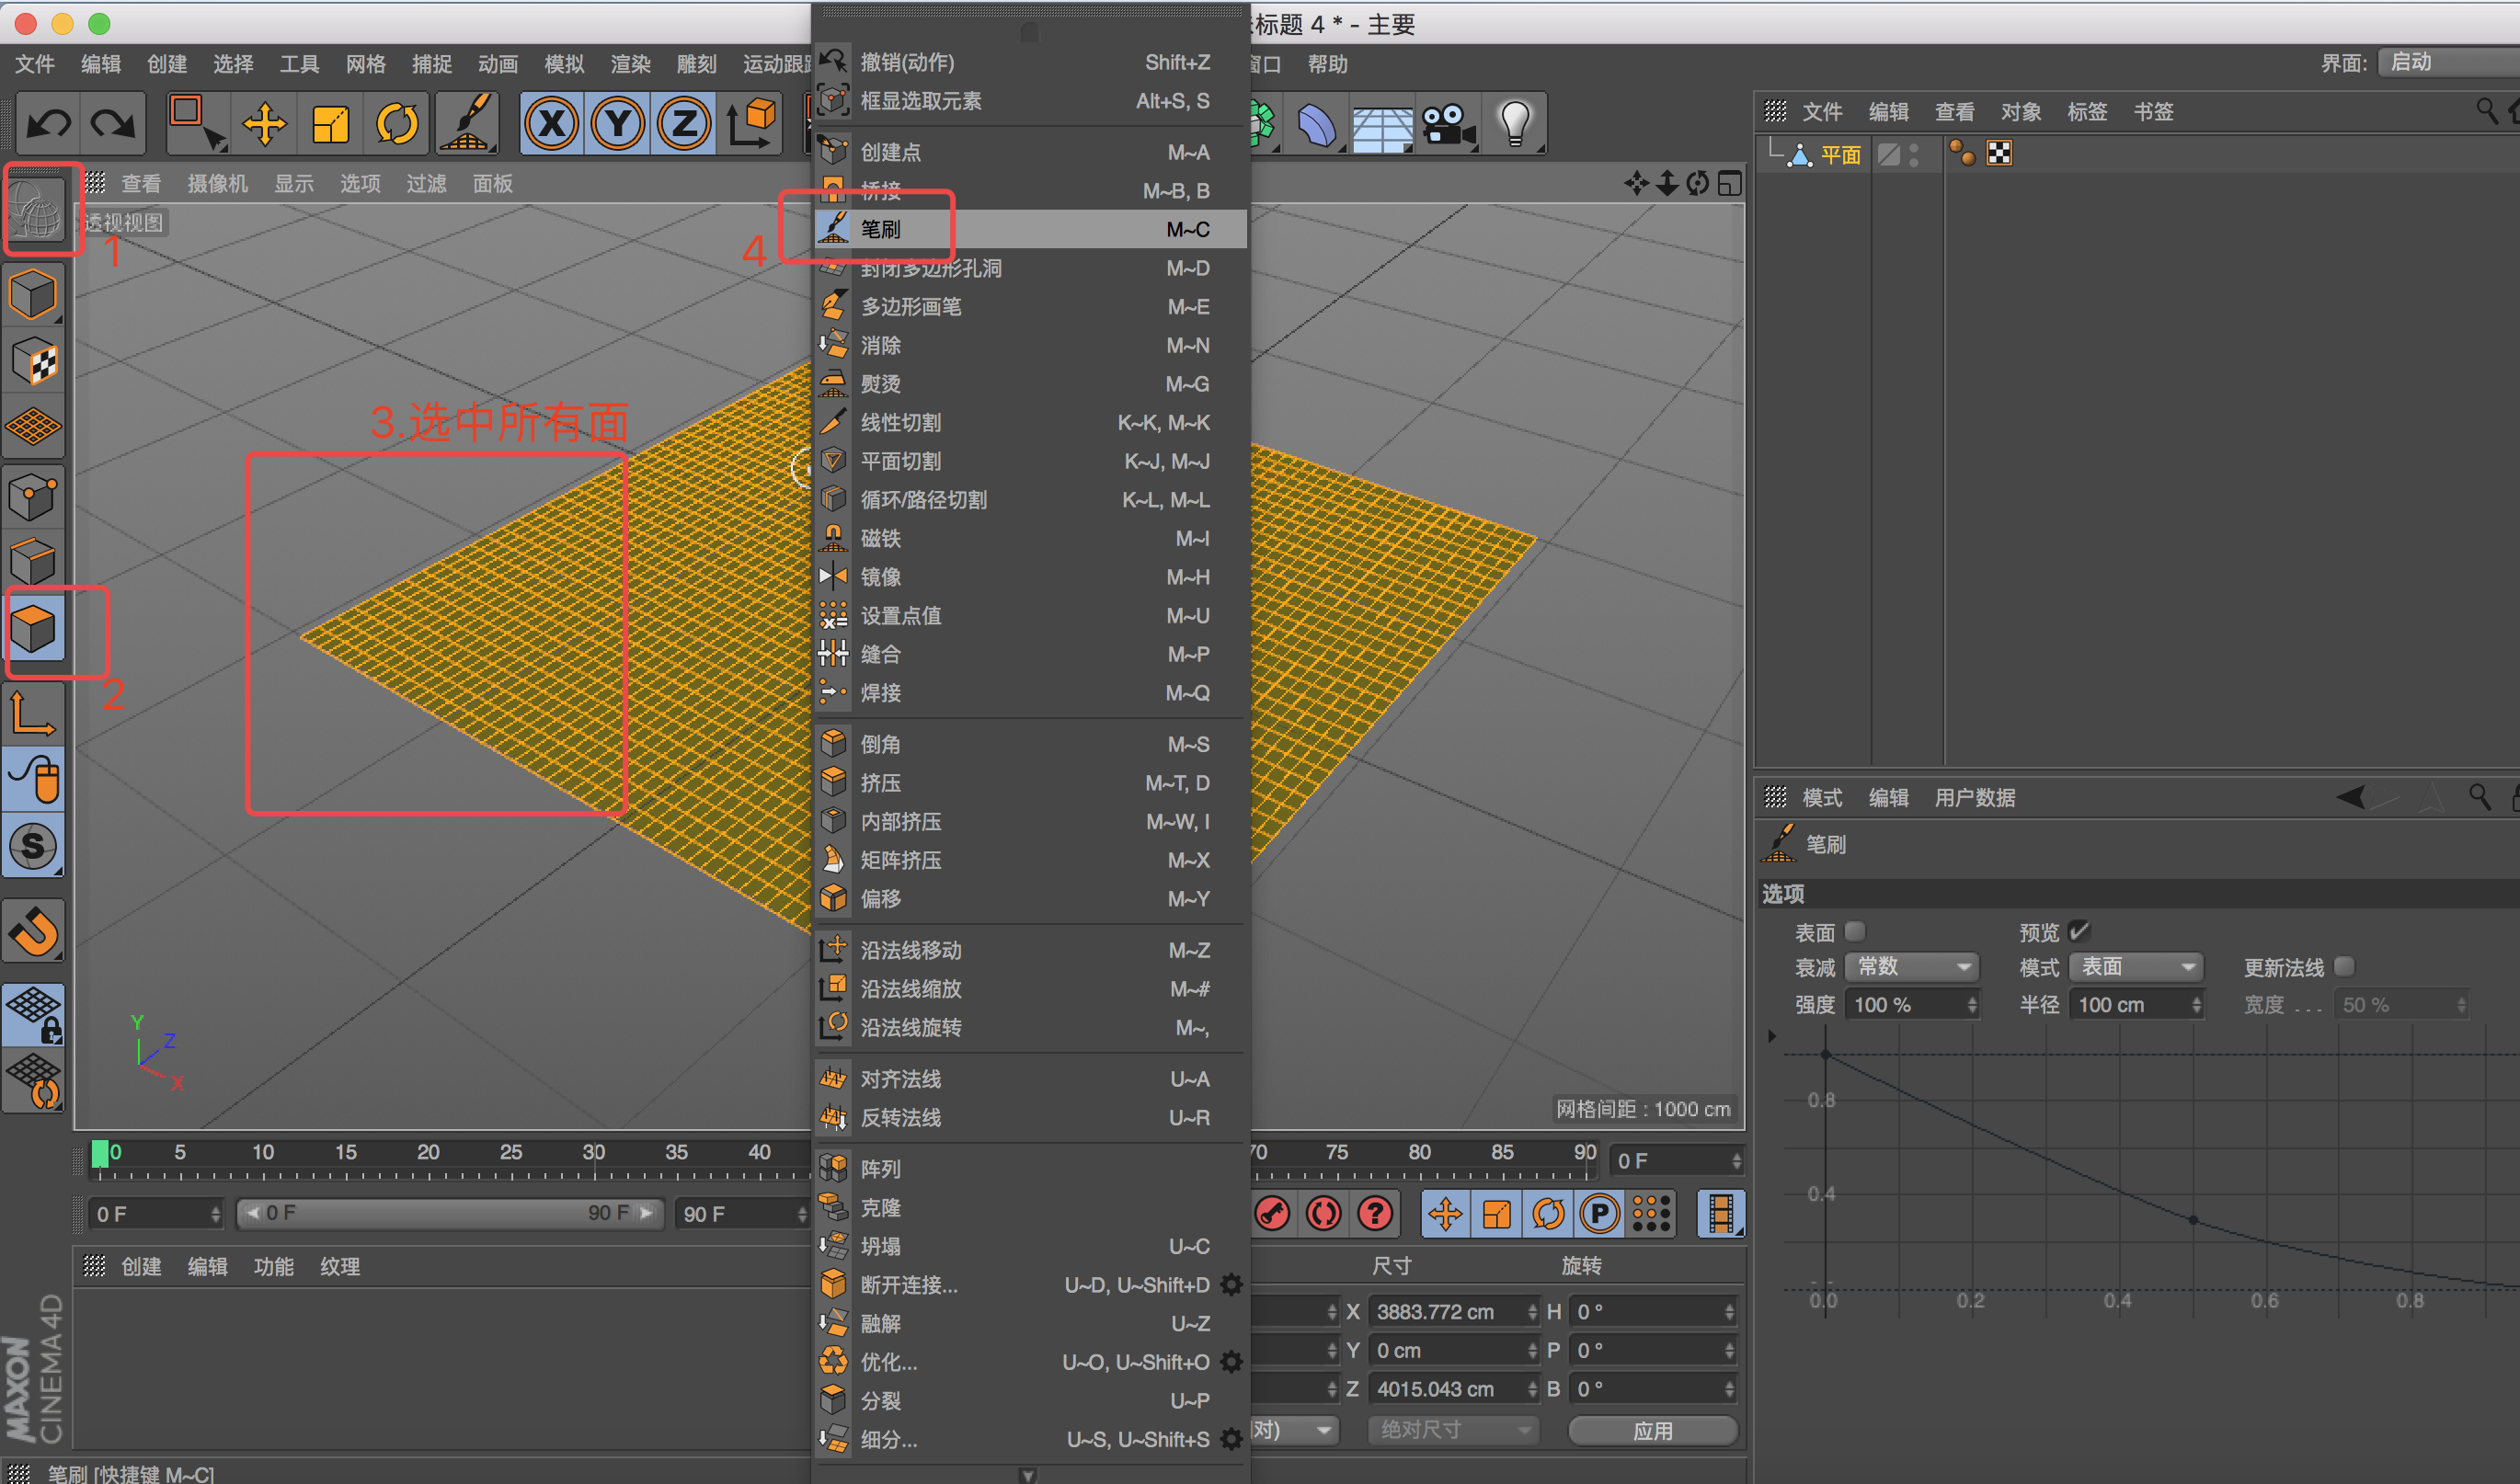 未标题 4 * - 主要
文件 编辑 创建 选择 工具 网格 捕捉 动画 模拟 渲染 雕刻 运动跟踪 窗口 帮助
界面: 启动
查看 摄像机 显示 选项 过滤 面板
透视视图
1
2
3.选中所有面
4
撤销(动作) Shift+Z
框显选取元素 Alt+S, S
创建点 M~A
桥接 M~B, B
笔刷 M~C
封闭多边形孔洞 M~D
多边形画笔 M~E
消除 M~N
熨烫 M~G
线性切割 K~K, M~K
平面切割 K~J, M~J
循环/路径切割 K~L, M~L
磁铁 M~I
镜像 M~H
设置点值 M~U
缝合 M~P
焊接 M~Q
倒角 M~S
挤压 M~T, D
内部挤压 M~W, I
矩阵挤压 M~X
偏移 M~Y
沿法线移动 M~Z
沿法线缩放 M~#
沿法线旋转 M~,
对齐法线 U~A
反转法线 U~R
阵列
克隆
坍塌 U~C
断开连接... U~D, U~Shift+D
融解 U~Z
优化... U~O, U~Shift+O
分裂 U~P
细分... U~S, U~Shift+S
X Y Z
S
Y
Z
X
网格间距 : 1000 cm
0 5 10 15 20 25 30 35 40 70 75 80 85 90 0 F
0 F 0 F 90 F 90 F
? P
创建 编辑 功能 纹理
尺寸 旋转
X 3883.772 cm H 0 °
Y 0 cm P 0 °
Z 4015.043 cm B 0 °
对) 绝对尺寸 应用
MAXON
CINEMA 4D
笔刷 [快捷键 M~C]
文件 编辑 查看 对象 标签 书签
平面
模式 编辑 用户数据
笔刷
选项
表面 预览
衰减 常数 模式 表面 更新法线
强度 100 % 半径 100 cm 宽度 . . . 50 %
0.8
0.4
0.0 0.2 0.4 0.6 0.8